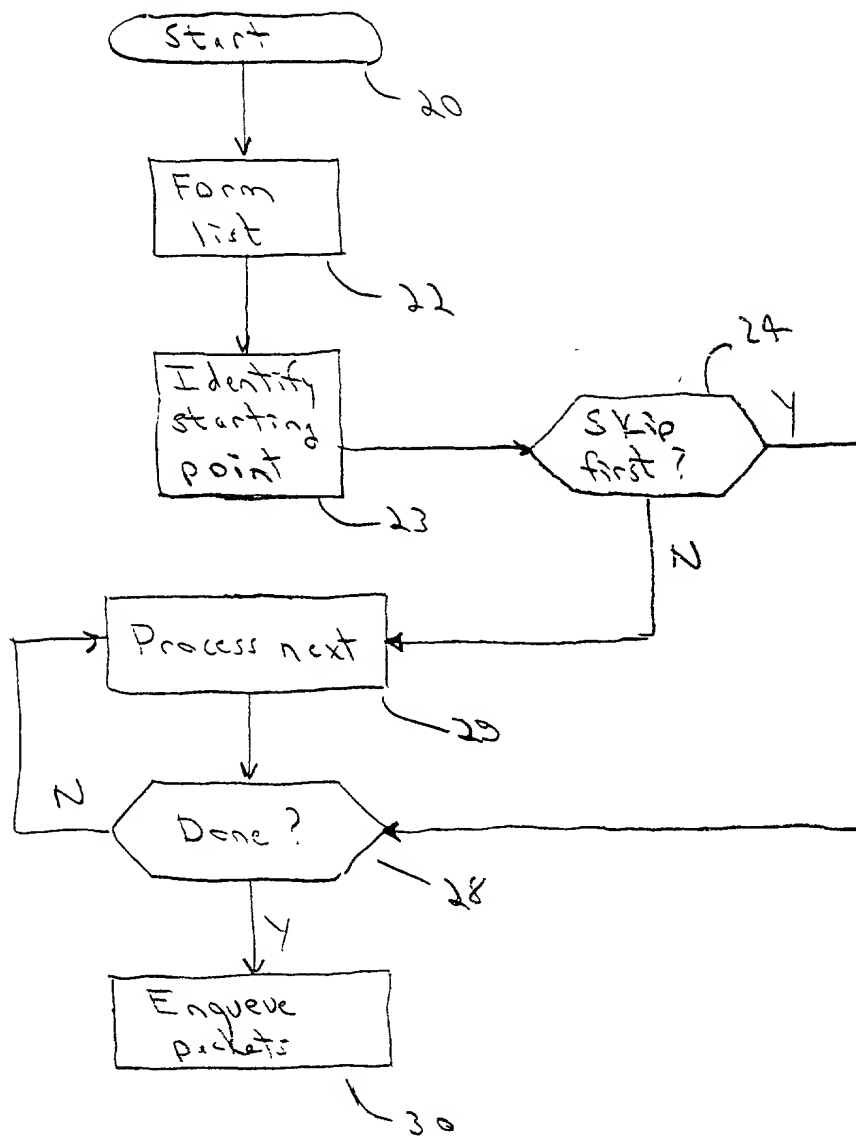 Start
20
Form
list
22
Identify
starting
point
23
24
Skip
first?
Y
N
Process next
29
N
Done?
28
Y
Enqueue
packets
30